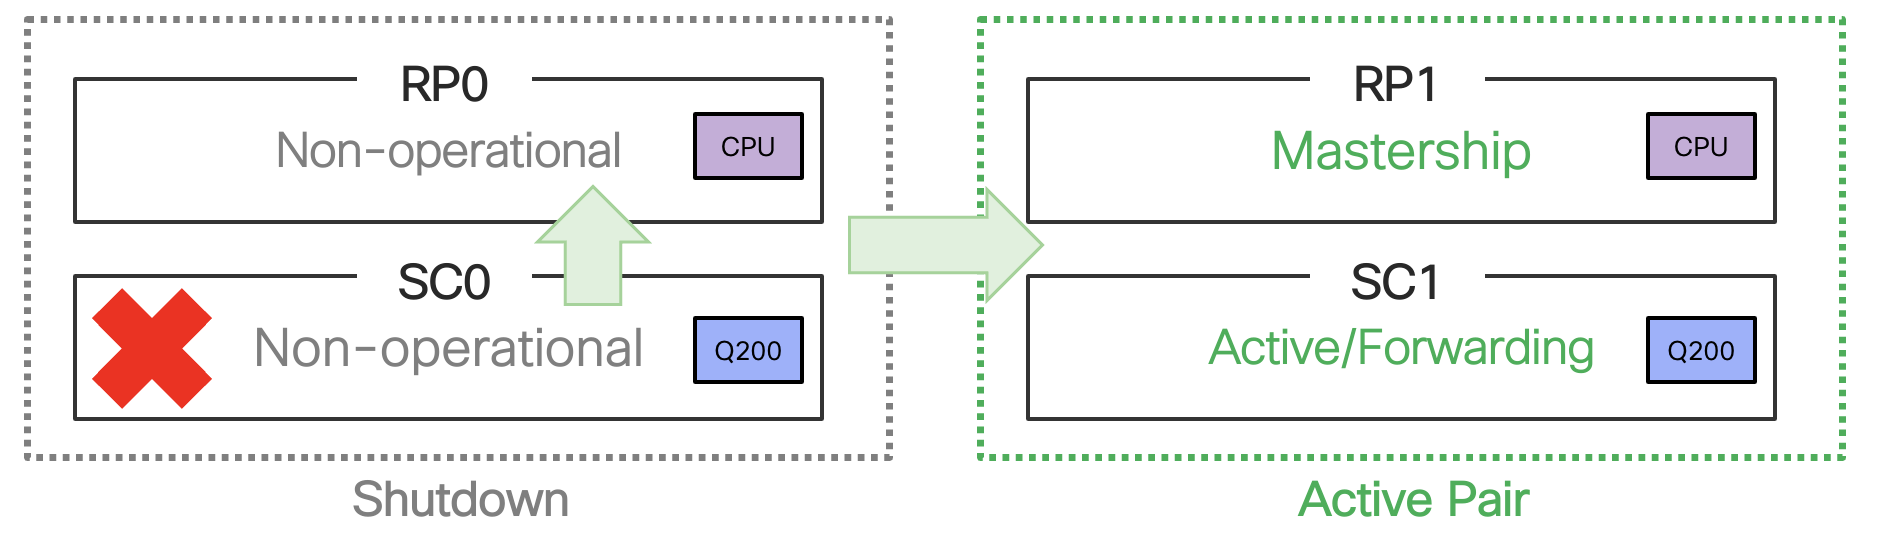 RP0
Non-operational
CPU
SC0
Non-operational
Q200
Shutdown
RP1
Mastership
CPU
SC1
Active/Forwarding
Q200
Active Pair